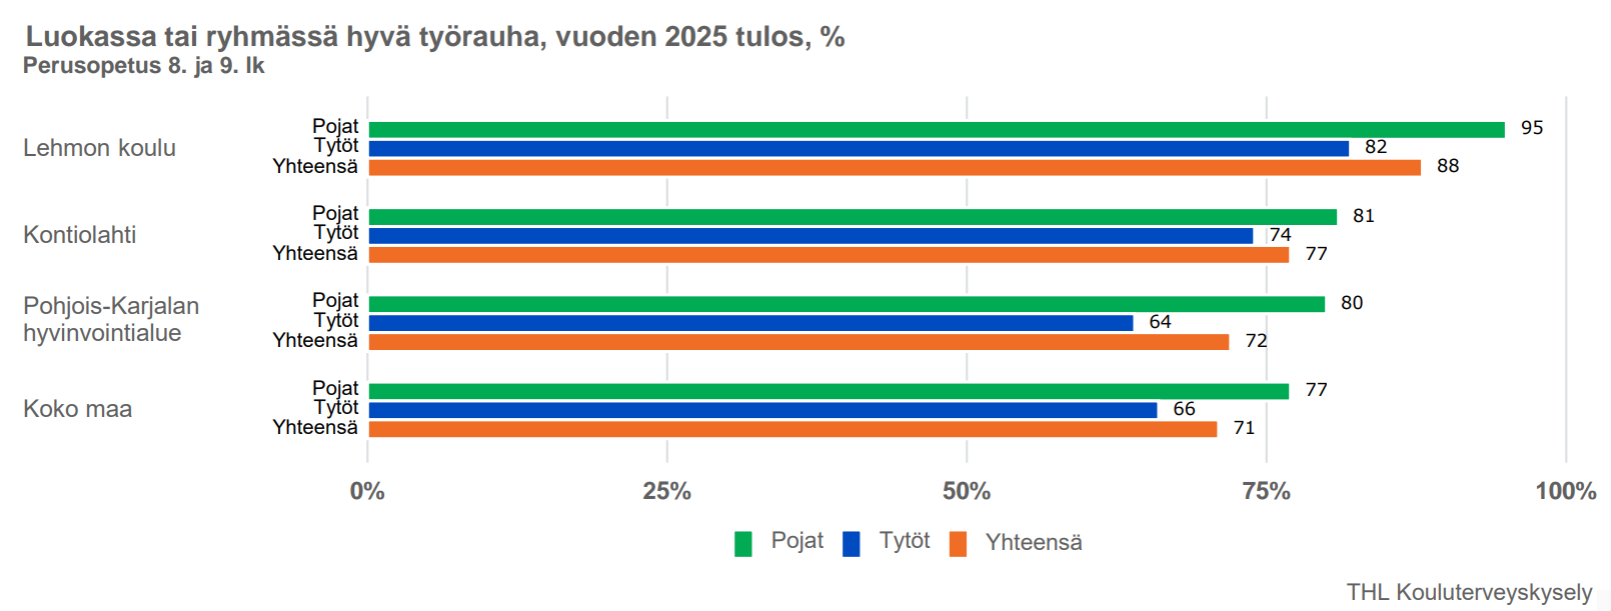 Luokassa tai ryhmässä hyvä työrauha, vuoden 2025 tulos, %
Perusopetus 8. ja 9. lk
Lehmon koulu
Pojat 95
Tytöt 82
Yhteensä 88
Kontiolahti
Pojat 81
Tytöt 74
Yhteensä 77
Pohjois-Karjalan
hyvinvointialue
Pojat 80
Tytöt 64
Yhteensä 72
Koko maa
Pojat 77
Tytöt 66
Yhteensä 71
0% 25% 50% 75% 100%
Pojat Tytöt Yhteensä
THL Kouluterveyskysely